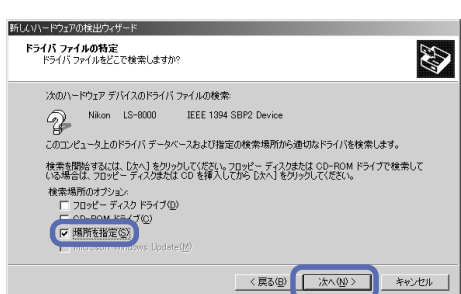 新しいハードウェアの検出ウィザード
ドライバ ファイルの特定
ドライバ ファイルをどこで検索しますか?
次のハードウェア デバイスのドライバ ファイルの検索:
Nikon LS-8000 IEEE 1394 SBP2 Device
このコンピュータ上のドライバ データベースおよび指定の検索場所から適切なドライバを検索します。
検索を開始するには、[次へ] をクリックしてください。フロッピー ディスクまたは CD-ROM ドライブで検索して
いる場合は、フロッピー ディスクまたは CD を挿入してから [次へ] をクリックしてください。
検索場所のオプション:
フロッピー ディスク ドライブ(D)
CD-ROM ドライブ(C)
場所を指定(S)
Microsoft Windows Update(M)
< 戻る(B)
次へ(N) >
キャンセル